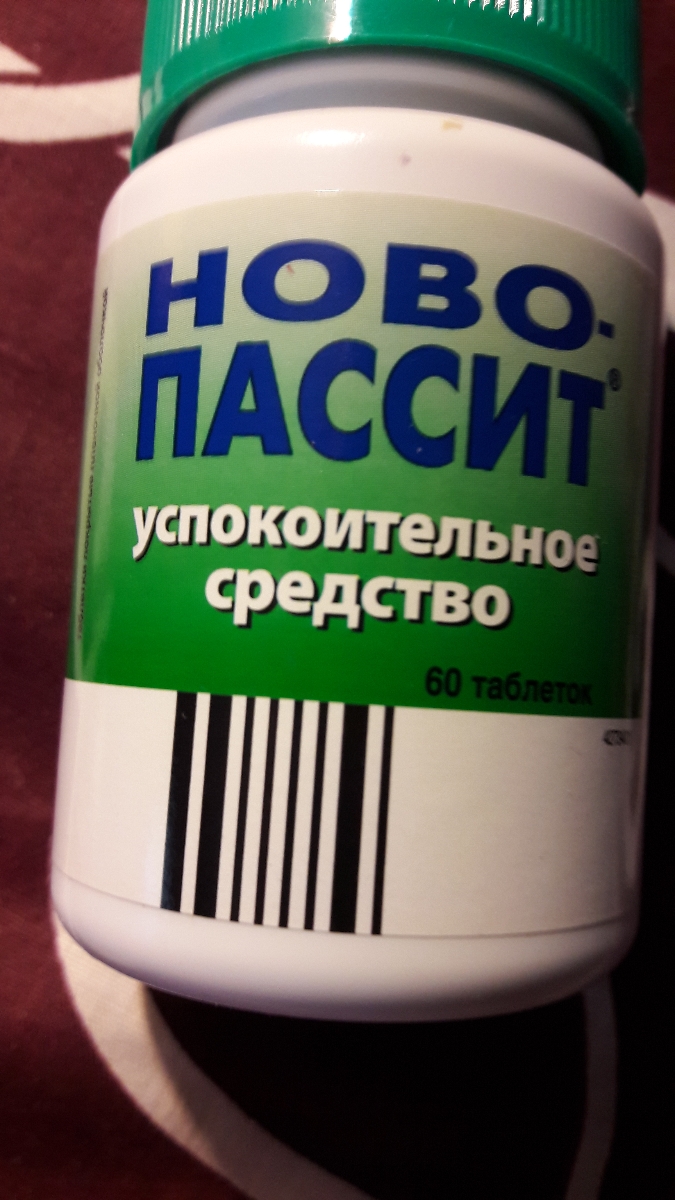 НОВО-
ПАССИТ®
успокоительное
средство
60 таблеток